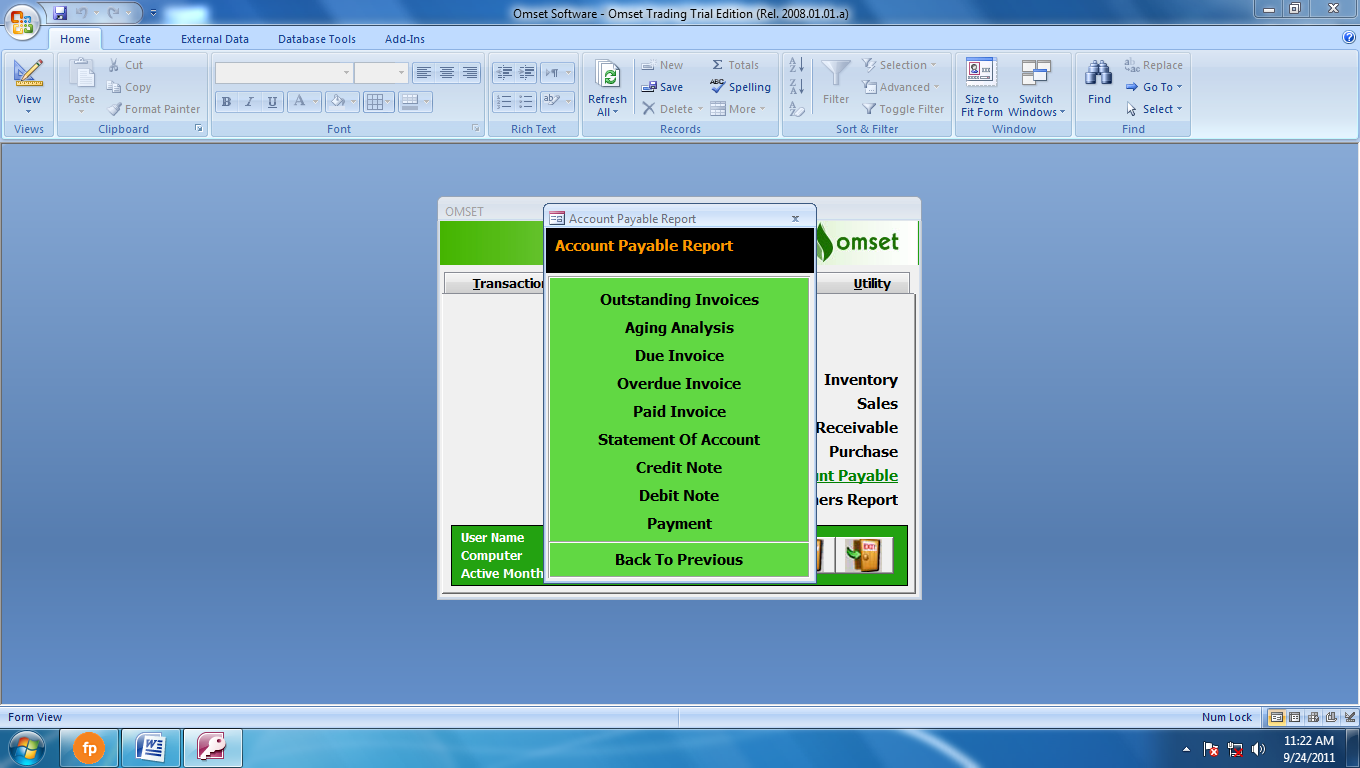 Omset Software - Omset Trading Trial Edition (Rel. 2008.01.01.a)
Home Create External Data Database Tools Add-Ins
View
Views
Paste
Cut
Copy
Format Painter
Clipboard
B I U A
Font
Rich Text
Refresh All
New
Save
Delete
Totals
Spelling
More
Records
Filter
Selection
Advanced
Toggle Filter
Sort & Filter
Size to Fit Form
Switch Windows
Window
Find
Replace
Go To
Select
Find
OMSET
omset
Transaction
Utility
Inventory
Sales
Receivable
Purchase
nt Payable
ers Report
User Name
Computer
Active Month
EXIT
Account Payable Report
Account Payable Report
Outstanding Invoices
Aging Analysis
Due Invoice
Overdue Invoice
Paid Invoice
Statement Of Account
Credit Note
Debit Note
Payment
Back To Previous
Form View
Num Lock
fp
11:22 AM
9/24/2011